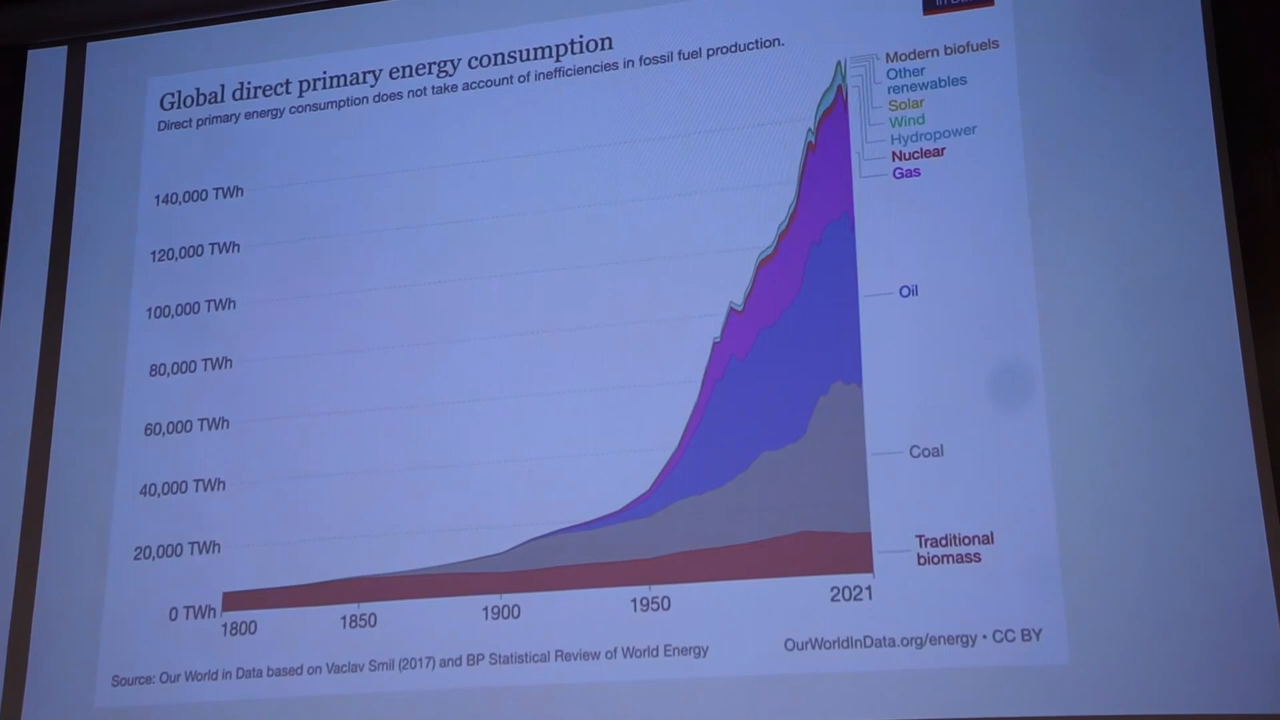 Global direct primary energy consumption
Direct primary energy consumption does not take account of inefficiencies in fossil fuel production.
140,000 TWh
120,000 TWh
100,000 TWh
80,000 TWh
60,000 TWh
40,000 TWh
20,000 TWh
0 TWh
1800
1850
1900
1950
2021
Modern biofuels
Other
renewables
Solar
Wind
Hydropower
Nuclear
Gas
Oil
Coal
Traditional
biomass
Source: Our World in Data based on Vaclav Smil (2017) and BP Statistical Review of World Energy
OurWorldInData.org/energy • CC BY